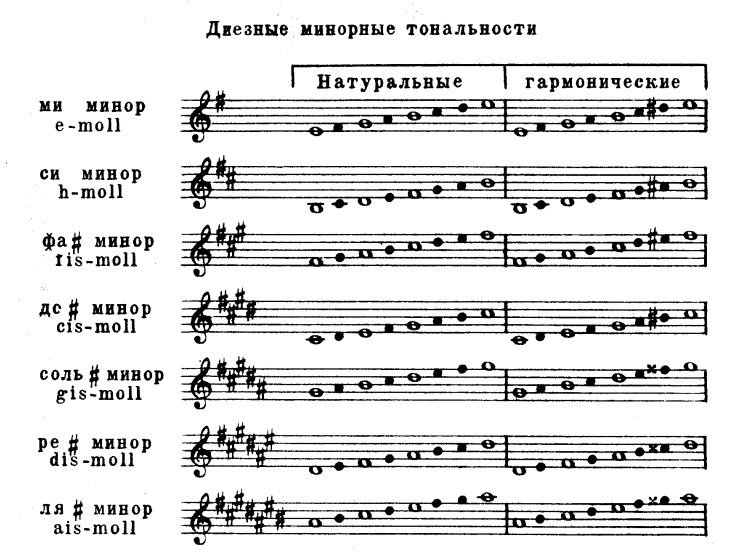 Диезные минорные тональности
Натуральные гармонические
ми минор
e-moll
си минор
h-moll
фа♯ минор
fis-moll
до ♯ минор
cis-moll
соль ♯ минор
gis-moll
ре ♯ минор
dis-moll
ля ♯ минор
ais-moll